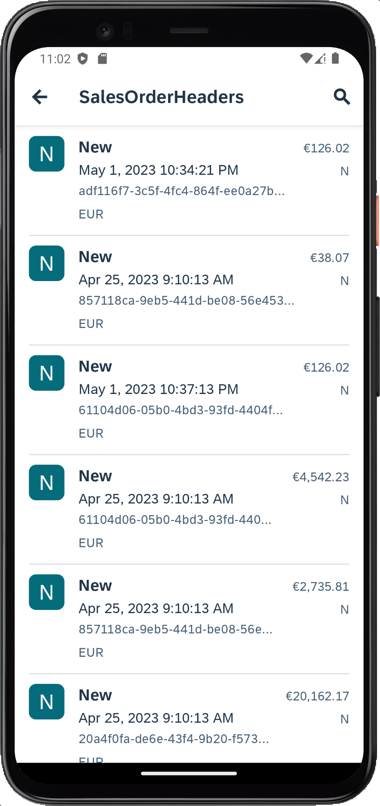 11:02
SalesOrderHeaders
N New €126.02
May 1, 2023 10:34:21 PM N
adf116f7-3c5f-4fc4-864f-ee0a27b...
EUR
N New €38.07
Apr 25, 2023 9:10:13 AM N
857118ca-9eb5-441d-be08-56e453...
EUR
N New €126.02
May 1, 2023 10:37:13 PM N
61104d06-05b0-4bd3-93fd-4404f...
EUR
N New €4,542.23
Apr 25, 2023 9:10:13 AM N
61104d06-05b0-4bd3-93fd-440...
EUR
N New €2,735.81
Apr 25, 2023 9:10:13 AM N
857118ca-9eb5-441d-be08-56e...
EUR
N New €20,162.17
Apr 25, 2023 9:10:13 AM N
20a4f0fa-de6e-43f4-9b20-f573...
EUR